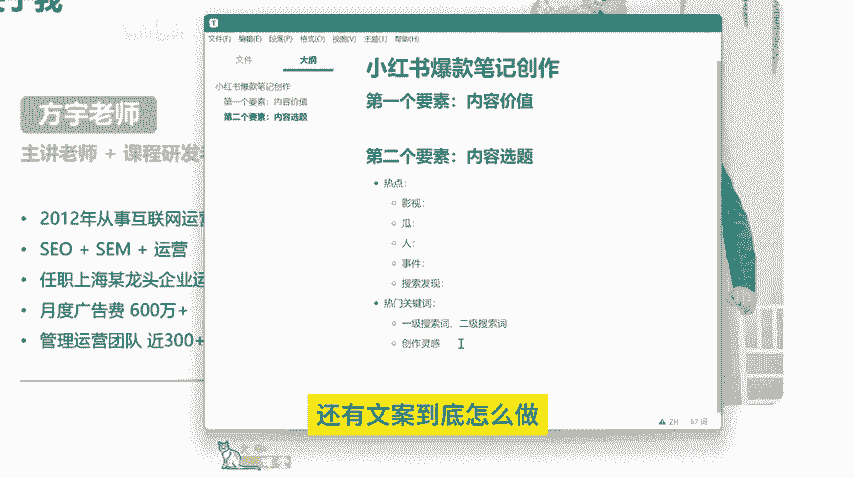 方宇老师
主讲老师 + 课程研发
2012年从事互联网运营
SEO + SEM + 运营
任职上海某龙头企业运
月度广告费 600万+
管理运营团队 近300+
文件(F) 编辑(E) 段落(P) 格式(O) 视图(V) 主题(T) 帮助(H)
文件 大纲
小红书爆款笔记创作
第一个要素：内容价值
第二个要素：内容选题
小红书爆款笔记创作
第一个要素：内容价值
第二个要素：内容选题
热点：
影视：
瓜：
人：
事件：
搜索发现：
热门关键词：
一级搜索词，二级搜索词
创作灵感
ZH 67 词
还有文案到底怎么做